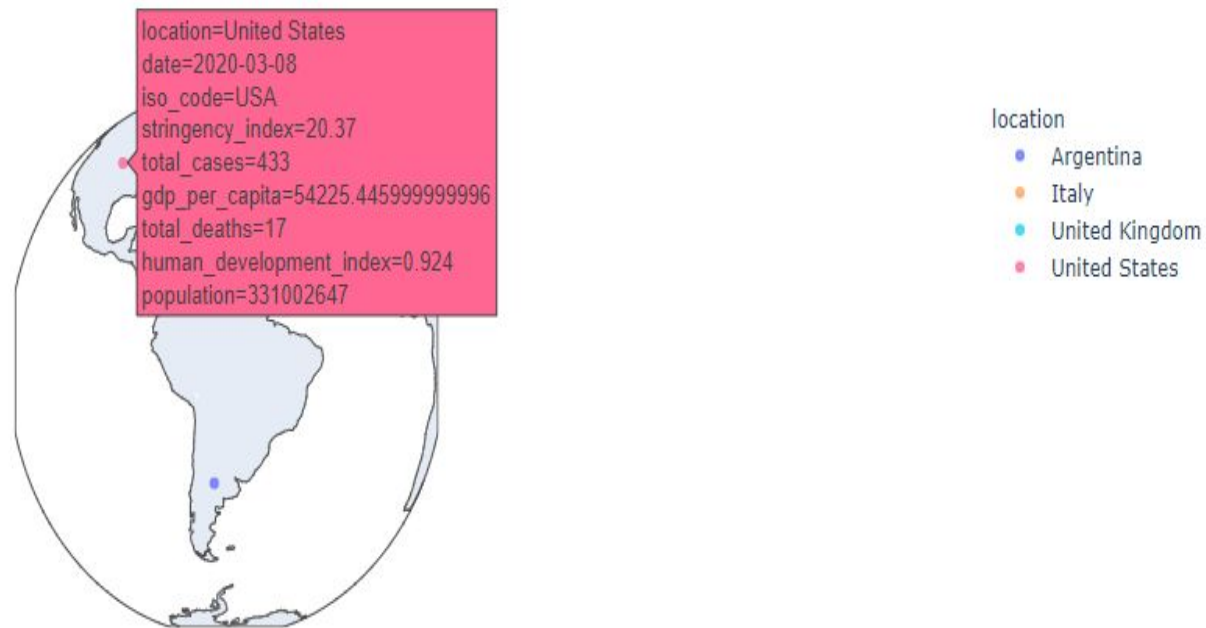 location=United States
date=2020-03-08
iso_code=USA
stringency_index=20.37
total_cases=433
gdp_per_capita=54225.445999999996
total_deaths=17
human_development_index=0.924
population=331002647
location
Argentina
Italy
United Kingdom
United States